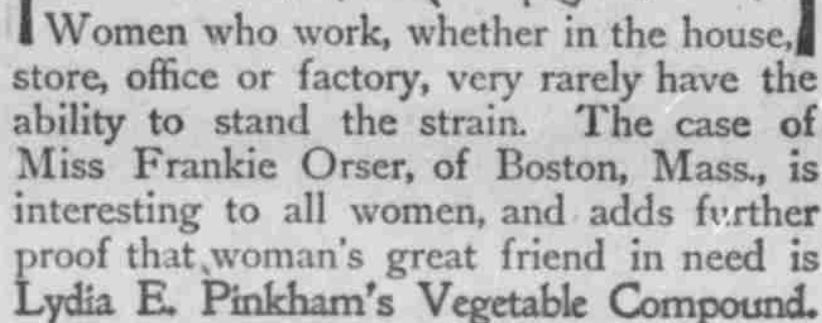 Women who work, whether in the house,
store, office or factory, very rarely have the
ability to stand the strain. The case of
Miss Frankie Orser, of Boston, Mass., is
interesting to all women, and adds further
proof that woman's great friend in need is
Lydia E. Pinkham's Vegetable Compound.